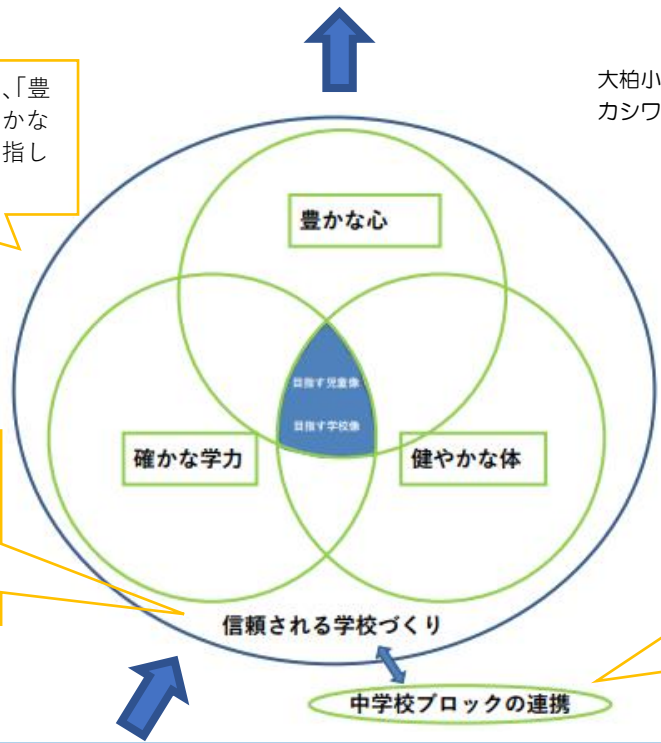 、「豊
かな
指し
大柏小
カシワ
豊かな心
目指す児童像
目指す学校像
確かな学力
健やかな体
信頼される学校づくり
中学校ブロックの連携